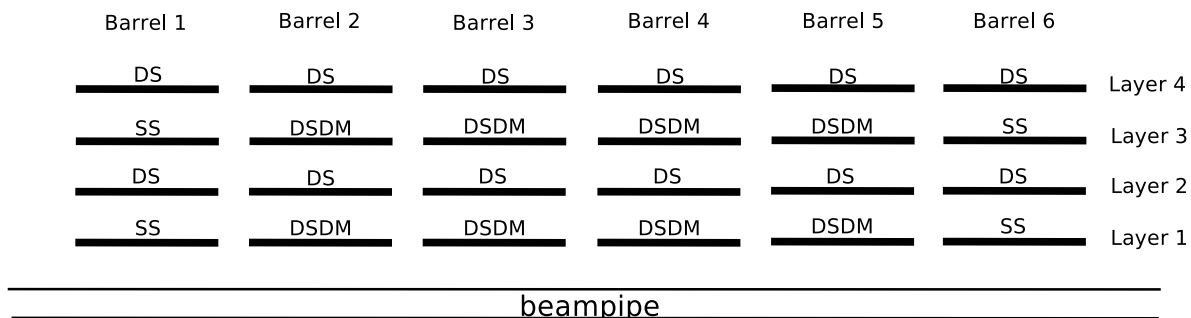 Barrel 1 Barrel 2 Barrel 3 Barrel 4 Barrel 5 Barrel 6
DS DS DS DS DS DS Layer 4
SS DSDM DSDM DSDM DSDM SS Layer 3
DS DS DS DS DS DS Layer 2
SS DSDM DSDM DSDM DSDM SS Layer 1
beampipe